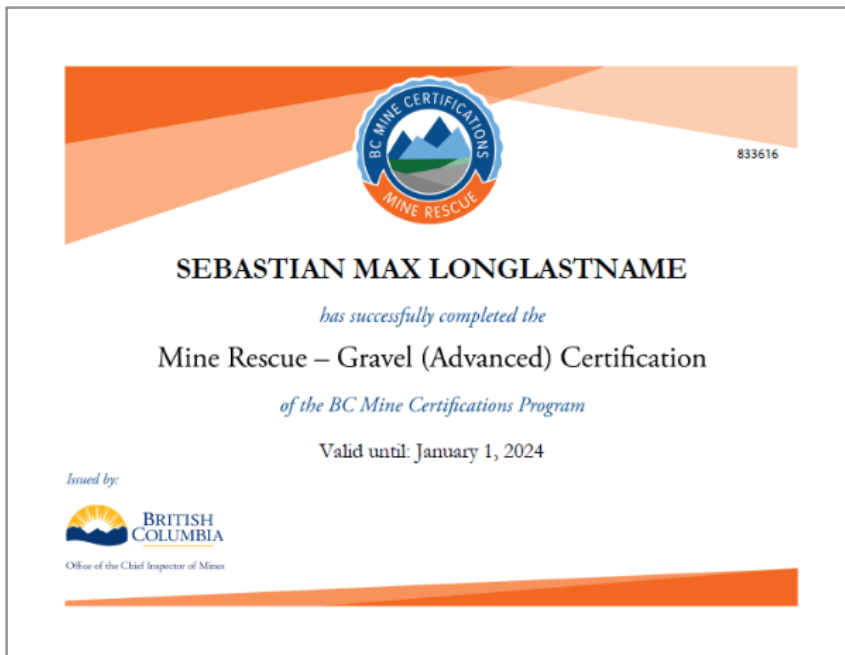 BC MINE CERTIFICATIONS
MINE RESCUE
833616
SEBASTIAN MAX LONGLASTNAME
has successfully completed the
Mine Rescue – Gravel (Advanced) Certification
of the BC Mine Certifications Program
Valid until: January 1, 2024
Issued by:
BRITISH
COLUMBIA
Office of the Chief Inspector of Mines